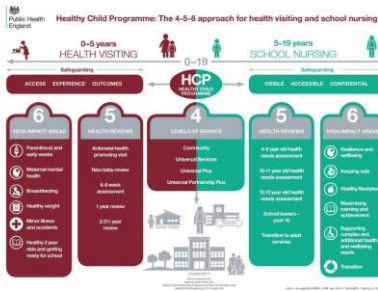 Public Health
England
Healthy Child Programme: The 4-5-6 approach for health visiting and school nursing
0–5 years
HEALTH VISITING
5–19 years
SCHOOL NURSING
0–19
Safeguarding
Safeguarding
ACCESS EXPERIENCE OUTCOMES
HCP
HEALTHY CHILD
PROGRAMME
VISIBLE ACCESSIBLE CONFIDENTIAL
6
HIGH IMPACT AREAS
Parenthood and
early weeks
Maternal mental
health
Breastfeeding
Healthy weight
Minor illness
and accidents
Healthy 2 year
olds and getting
ready for school
5
HEALTH REVIEWS
Antenatal health
promoting visit
New baby review
6-8 week
assessment
1 year review
2-2½ year
review
4
LEVELS OF SERVICE
Community
Universal Services
Universal Plus
Universal Partnership Plus
5
HEALTH REVIEWS
4-5 year old health
needs assessment
10-11 year old health
needs assessment
12-13 year old health
needs assessment
School leavers –
post 16
Transition to adult
services
6
HIGH IMPACT AREAS
Resilience and
wellbeing
Keeping safe
Healthy lifestyles
Maximising
learning and
achievement
Supporting
complex and
additional health
and wellbeing
needs
Transition
COMMUNITY